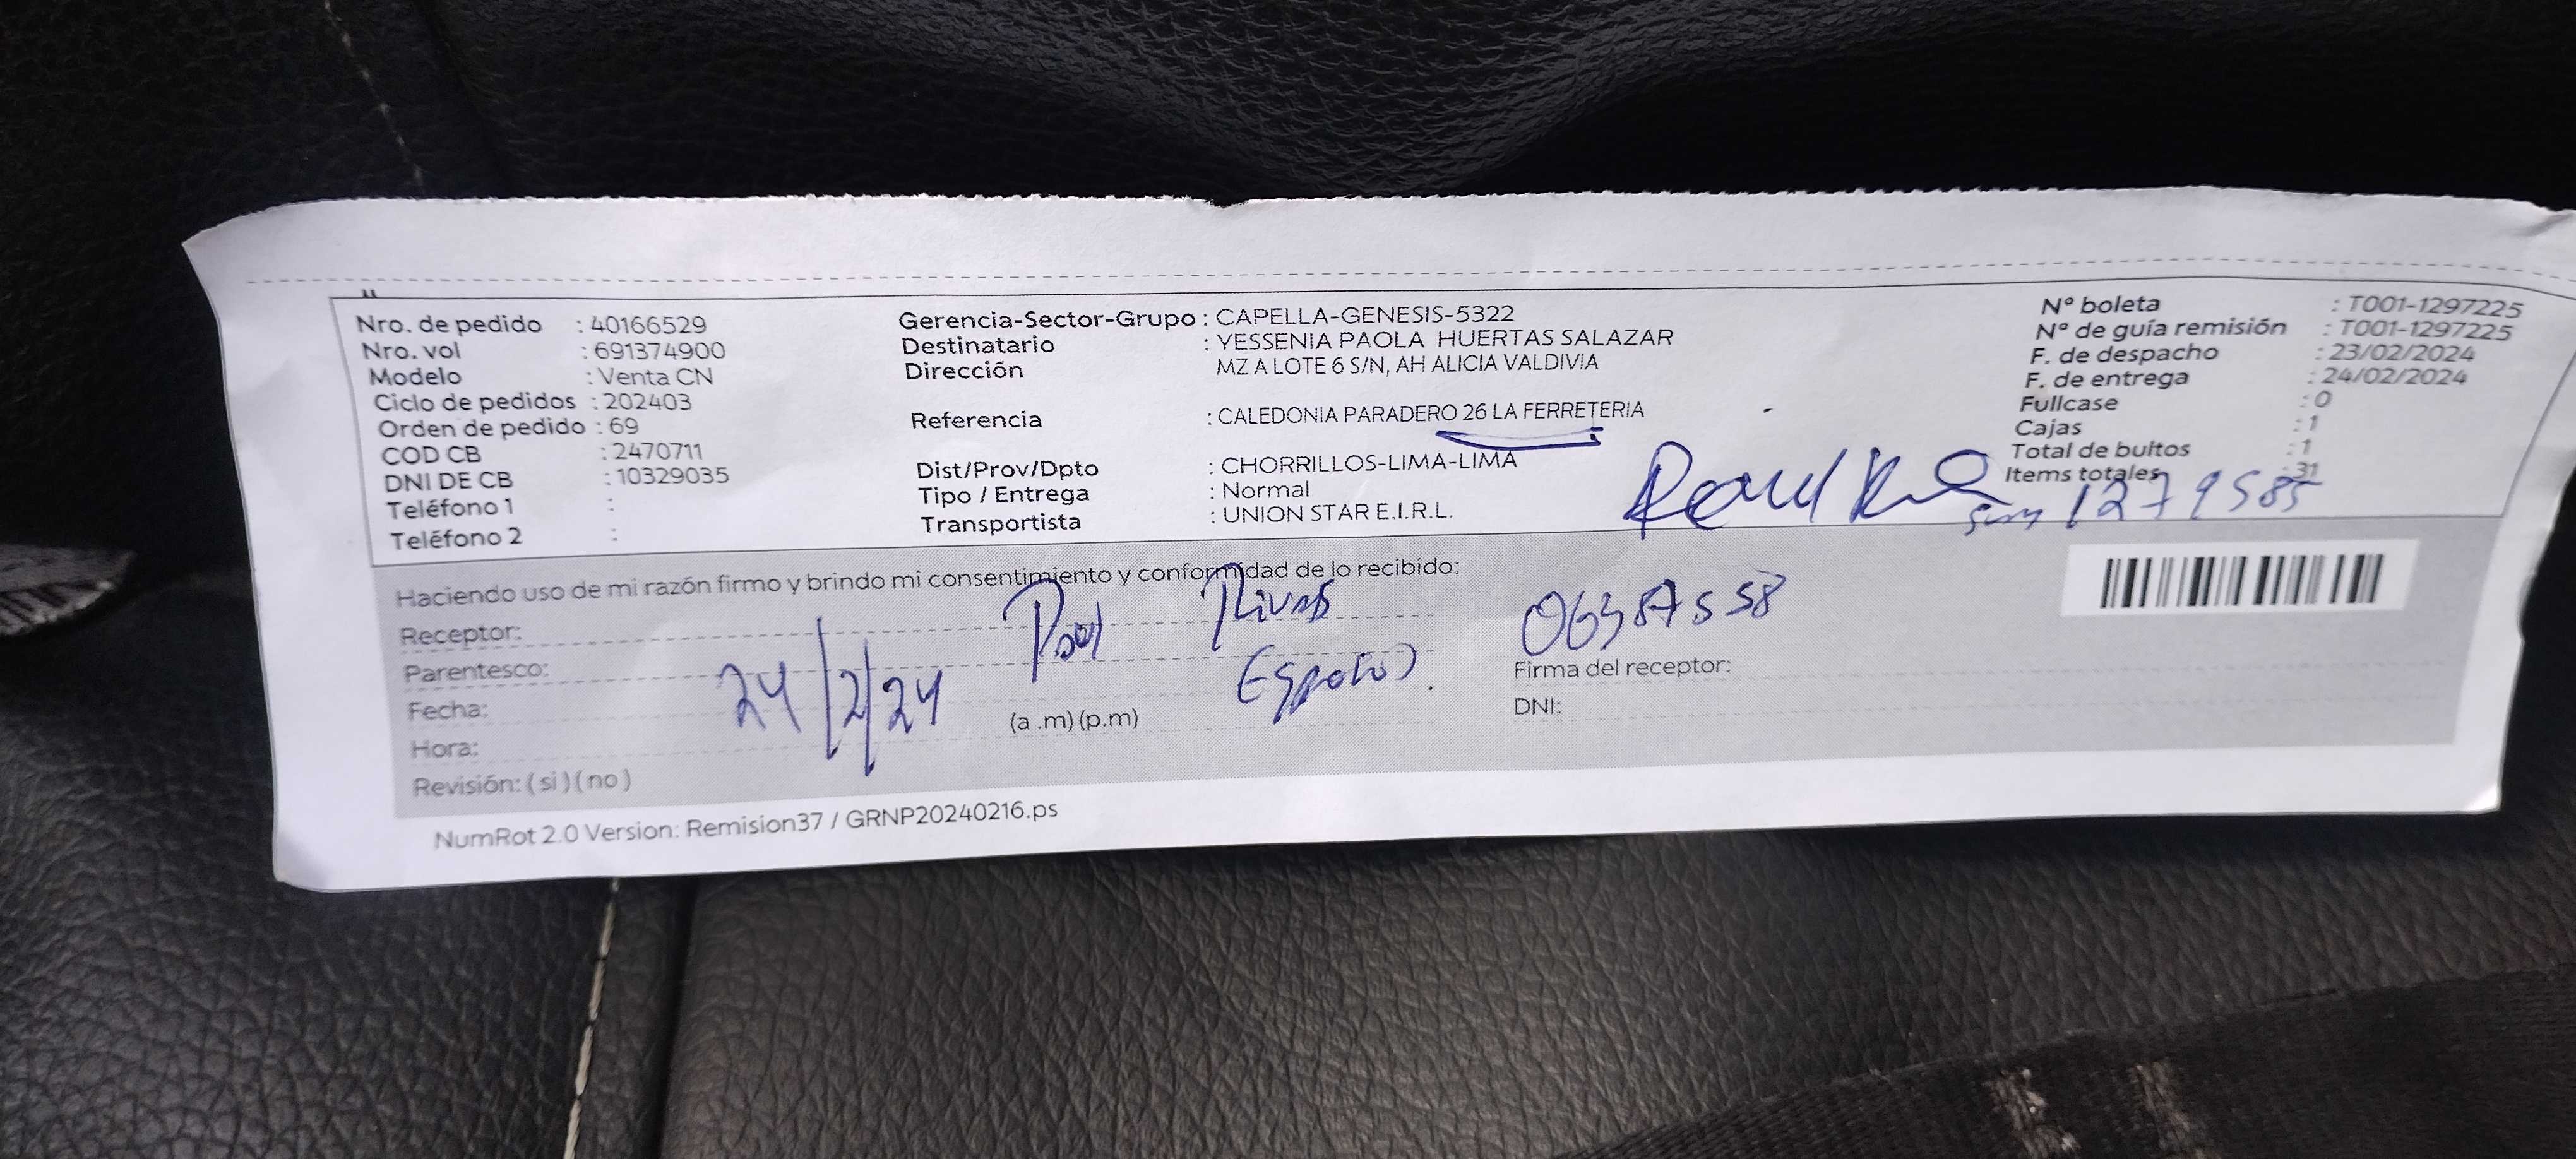 Nro. de pedido : 40166529
Nro. vol : 691374900
Modelo : Venta CN
Ciclo de pedidos : 202403
Orden de pedido : 69
COD CB : 2470711
DNI DE CB : 10329035
Teléfono 1 :
Teléfono 2 :
Gerencia-Sector-Grupo : CAPELLA-GENESIS-5322
Destinatario : YESSENIA PAOLA HUERTAS SALAZAR
Dirección MZ A LOTE 6 S/N, AH ALICIA VALDIVIA
Referencia : CALEDONIA PARADERO 26 LA FERRETERIA
Dist/Prov/Dpto : CHORRILLOS-LIMA-LIMA
Tipo / Entrega : Normal
Transportista : UNION STAR E.I.R.L.
N° boleta : T001-1297225
N° de guía remisión : T001-1297225
F. de despacho : 23/02/2024
F. de entrega : 24/02/2024
Fullcase : 0
Cajas : 1
Total de bultos : 1
Items totales : 31
1279585
Haciendo uso de mi razón firmo y brindo mi consentimiento y conformidad de lo recibido:
Receptor: Rivas
Parentesco: (Esposo)
Fecha: 24/2/24
Hora: (a .m) (p.m)
Revisión: ( si ) ( no )
Firma del receptor:
DNI:
NumRot 2.0 Version: Remision37 / GRNP20240216.ps